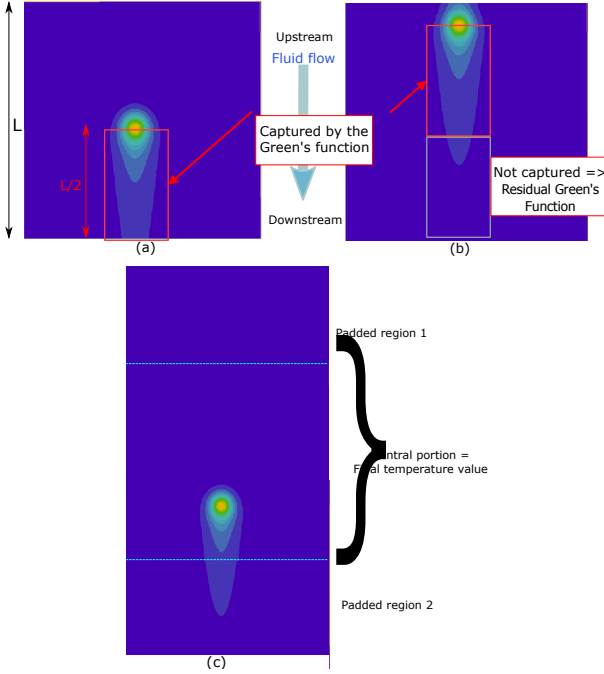 L
L/2
Upstream
Fluid flow
Captured by the
Green's function
Downstream
(a)
Not captured =>
Residual Green's
Function
(b)
Padded region 1
ntral portion =
F al temperature value
Padded region 2
(c)